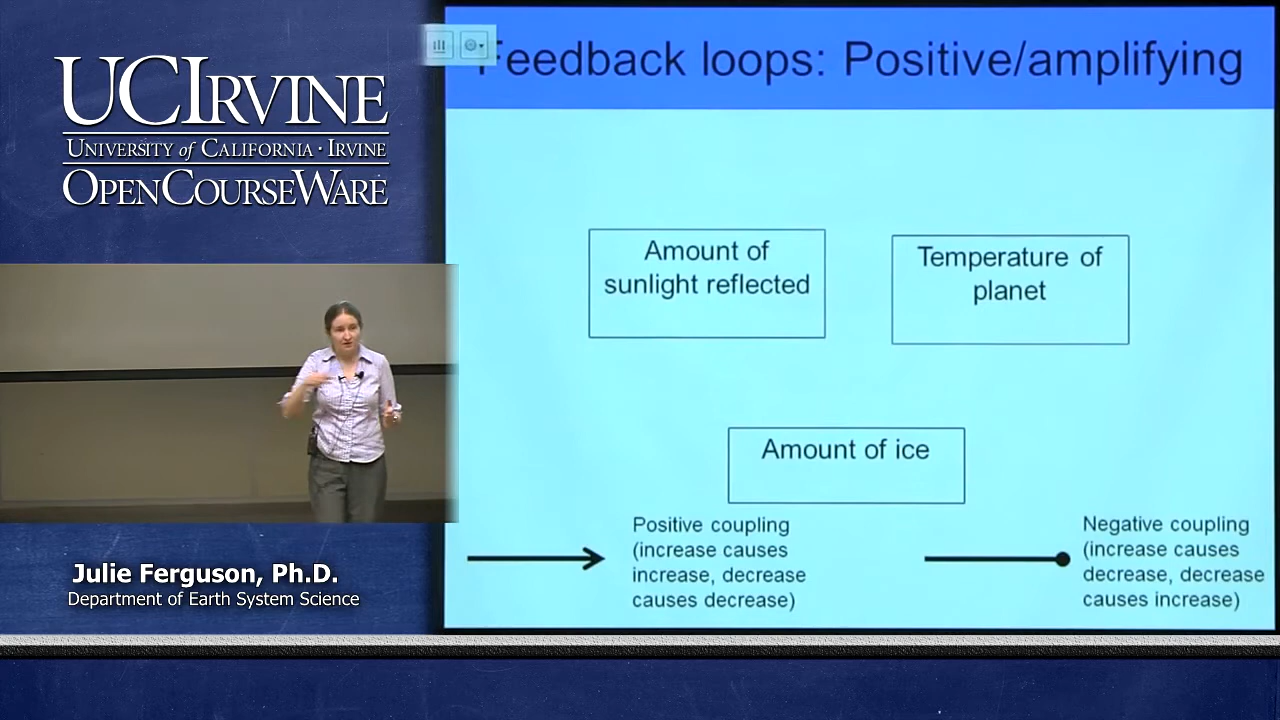 UCIRVINE
UNIVERSITY of CALIFORNIA · IRVINE
OPENCOURSEWARE
Feedback loops: Positive/amplifying
Amount of
sunlight reflected
Temperature of
planet
Amount of ice
Positive coupling
(increase causes
increase, decrease
causes decrease)
Negative coupling
(increase causes
decrease, decrease
causes increase)
Julie Ferguson, Ph.D.
Department of Earth System Science